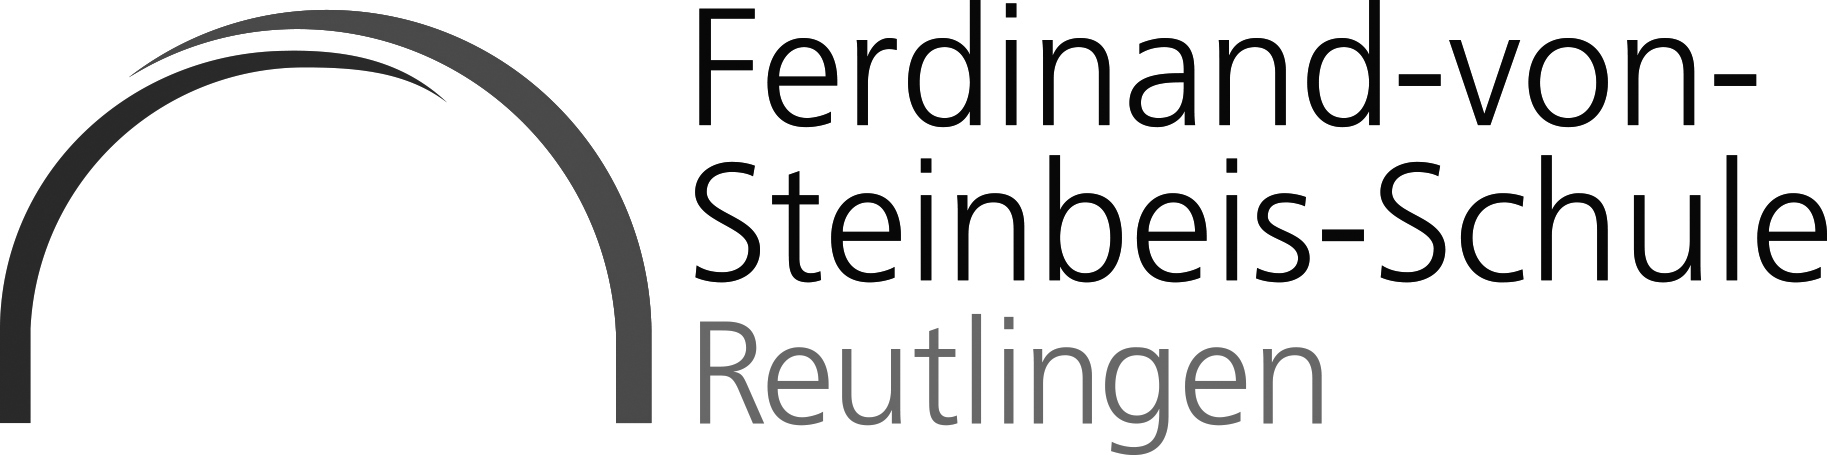 Ferdinand-von-
Steinbeis-Schule
Reutlingen